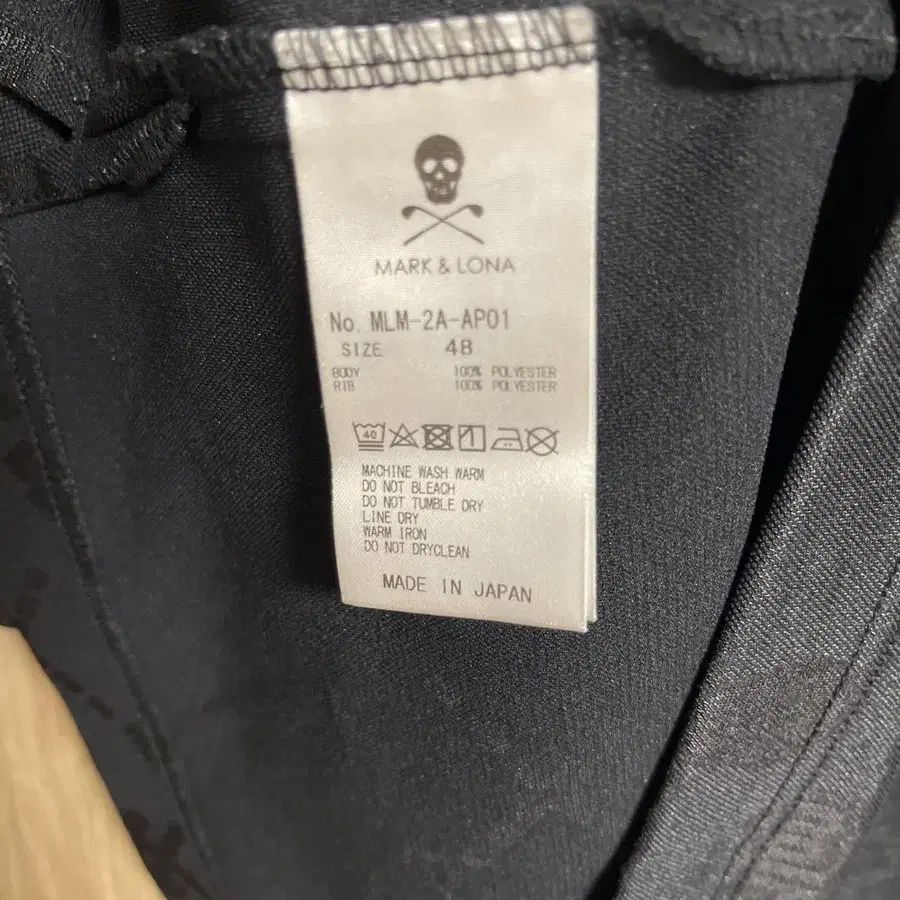 MARK & LONA
No. MLM-2A-AP01
SIZE 48
BODY 100% POLYESTER
RIB 100% POLYESTER
40
MACHINE WASH WARM
DO NOT BLEACH
DO NOT TUMBLE DRY
LINE DRY
WARM IRON
DO NOT DRYCLEAN
MADE IN JAPAN